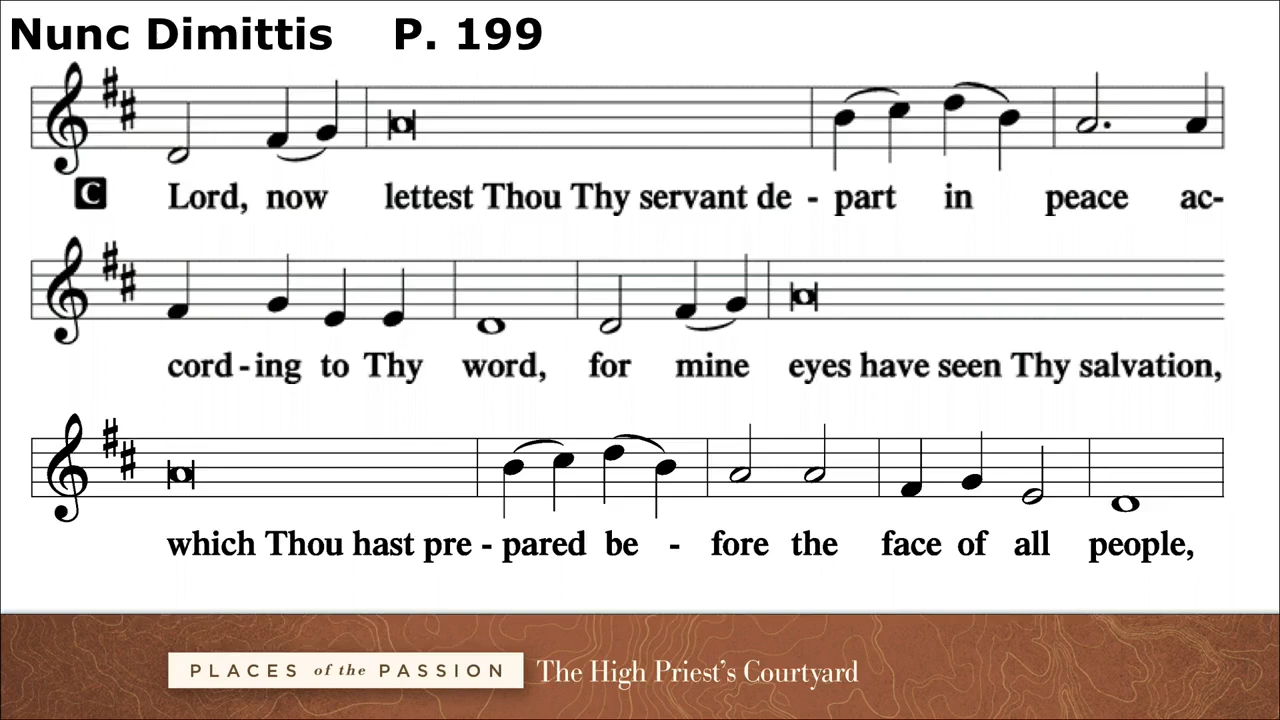 Nunc Dimittis P. 199
C Lord, now lettest Thou Thy servant de - part in peace ac-
cord - ing to Thy word, for mine eyes have seen Thy salvation,
which Thou hast pre - pared be - fore the face of all people,
PLACES of the PASSION The High Priest's Courtyard